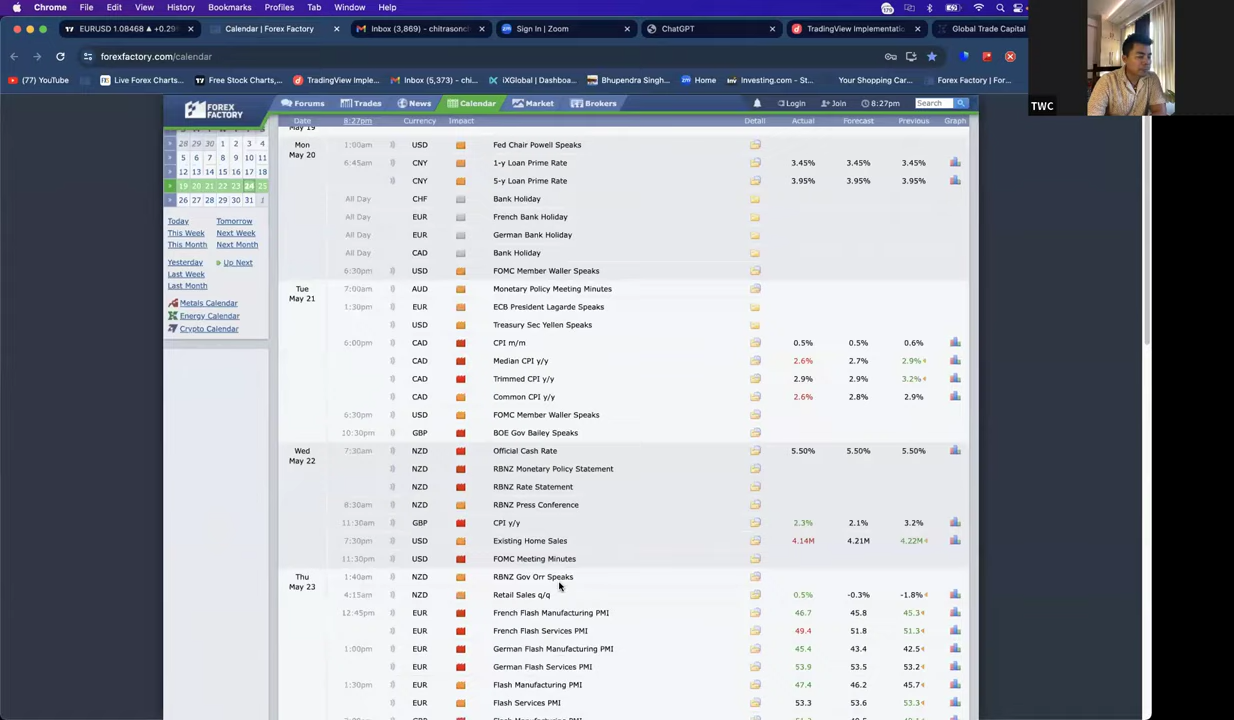 Chrome File Edit View History Bookmarks Profiles Tab Window Help
EURUSD 1.08468 ▲ +0.29 Calendar | Forex Factory Inbox (3,869) - chitrasonch Sign In | Zoom ChatGPT TradingView Implementatio Global Trade Capital
forexfactory.com/calendar
(77) YouTube Live Forex Charts,... Free Stock Charts,... TradingView Imple... Inbox (5,373) - chi... iXGlobal | Dashboa... Bhupendra Singh... Home Investing.com - St... Your Shopping Car... Forex Factory | Fo
TWC
FOREX FACTORY Forums Trades News Calendar Market Brokers Login Join 8:27pm Search
Date 8:27pm Currency Impact Detail Actual Forecast Previous Graph
May 19
28 29 30 1 2 3 4
5 6 7 8 9 10 11
12 13 14 15 16 17 18
19 20 21 22 23 24 25
26 27 28 29 30 31 1
Today Tomorrow
This Week Next Week
This Month Next Month
Yesterday Up Next
Last Week
Last Month
Metals Calendar
Energy Calendar
Crypto Calendar
Mon May 20 1:00am USD Fed Chair Powell Speaks
6:45am CNY 1-y Loan Prime Rate 3.45% 3.45% 3.45%
CNY 5-y Loan Prime Rate 3.95% 3.95% 3.95%
All Day CHF Bank Holiday
All Day EUR French Bank Holiday
All Day EUR German Bank Holiday
All Day CAD Bank Holiday
6:30pm USD FOMC Member Waller Speaks
Tue May 21 7:00am AUD Monetary Policy Meeting Minutes
1:30pm EUR ECB President Lagarde Speaks
USD Treasury Sec Yellen Speaks
6:00pm CAD CPI m/m 0.5% 0.5% 0.6%
CAD Median CPI y/y 2.6% 2.7% 2.9%
CAD Trimmed CPI y/y 2.9% 2.9% 3.2%
CAD Common CPI y/y 2.6% 2.8% 2.9%
6:30pm USD FOMC Member Waller Speaks
10:30pm GBP BOE Gov Bailey Speaks
Wed May 22 7:30am NZD Official Cash Rate 5.50% 5.50% 5.50%
NZD RBNZ Monetary Policy Statement
NZD RBNZ Rate Statement
8:30am NZD RBNZ Press Conference
11:30am GBP CPI y/y 2.3% 2.1% 3.2%
7:30pm USD Existing Home Sales 4.14M 4.21M 4.22M
11:30pm USD FOMC Meeting Minutes
Thu May 23 1:40am NZD RBNZ Gov Orr Speaks
4:15am NZD Retail Sales q/q 0.5% -0.3% -1.8%
12:45pm EUR French Flash Manufacturing PMI 46.7 45.8 45.3
EUR French Flash Services PMI 49.4 51.8 51.3
1:00pm EUR German Flash Manufacturing PMI 45.4 43.4 42.5
EUR German Flash Services PMI 53.9 53.5 53.2
1:30pm EUR Flash Manufacturing PMI 47.4 46.2 45.7
EUR Flash Services PMI 53.3 53.6 53.3